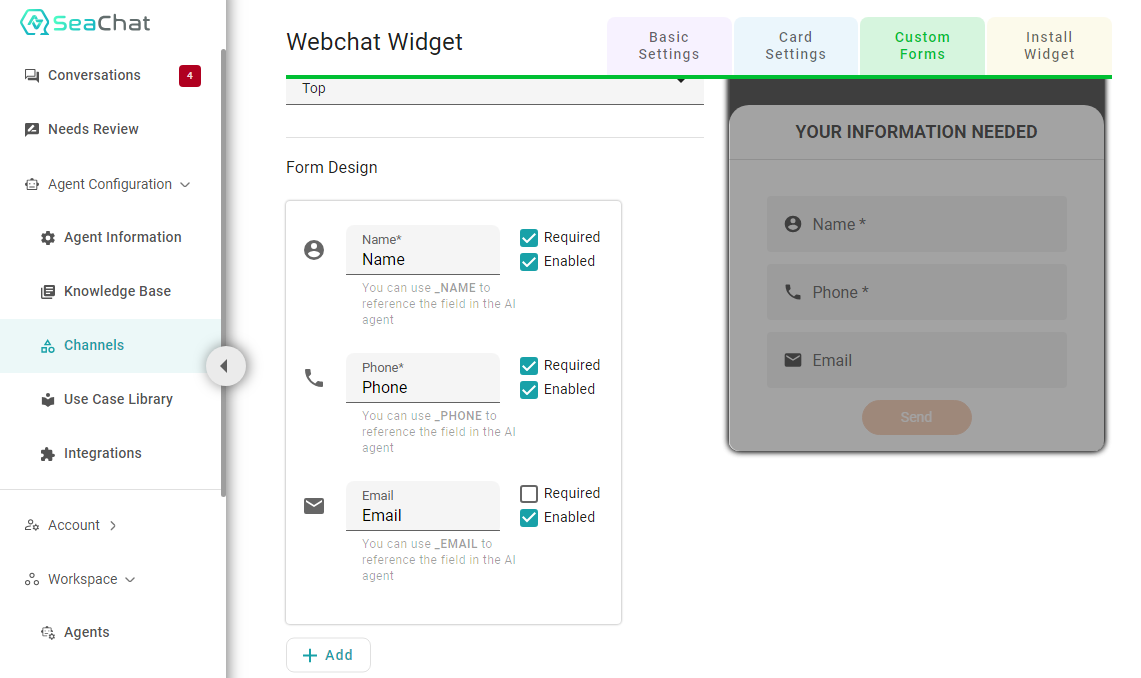 SeaChat
Conversations
4
Needs Review
Agent Configuration
Agent Information
Knowledge Base
Channels
Use Case Library
Integrations
Account
Workspace
Agents
Webchat Widget
Basic
Settings
Card
Settings
Custom
Forms
Install
Widget
Top
Form Design
Name*
Name
Required
Enabled
You can use _NAME to
reference the field in the AI
agent
Phone*
Phone
Required
Enabled
You can use _PHONE to
reference the field in the AI
agent
Email
Email
Required
Enabled
You can use _EMAIL to
reference the field in the AI
agent
+ Add
YOUR INFORMATION NEEDED
Name *
Phone *
Email
Send